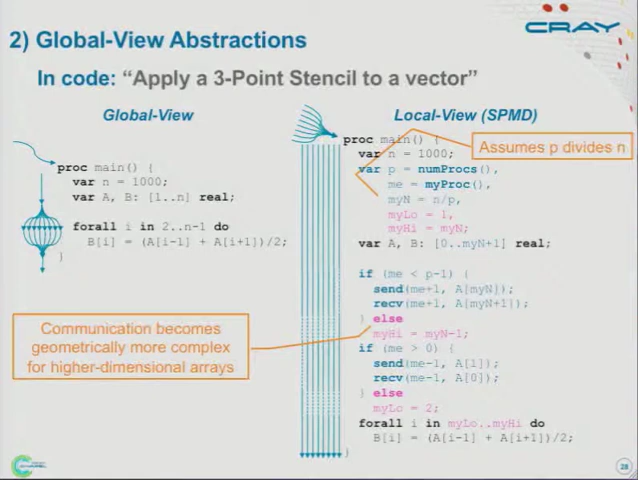 CRAY
2) Global-View Abstractions
In code: “Apply a 3-Point Stencil to a vector”
Global-View
proc main() {
var n = 1000;
var A, B: [1..n] real;
forall i in 2..n-1 do
B[i] = (A[i-1] + A[i+1])/2;
}
Communication becomes
geometrically more complex
for higher-dimensional arrays
Local-View (SPMD)
proc main() {
var n = 1000;
var p = numProcs(),
me = myProc(),
myN = n/p,
myLo = 1,
myHi = myN;
var A, B: [0..myN+1] real;
if (me < p-1) {
send(me+1, A[myN]);
recv(me+1, A[myN+1]);
} else
myHi = myN-1;
if (me > 0) {
send(me-1, A[1]);
recv(me-1, A[0]);
} else
myLo = 2;
forall i in myLo..myHi do
B[i] = (A[i-1] + A[i+1])/2;
}
Assumes p divides n
28